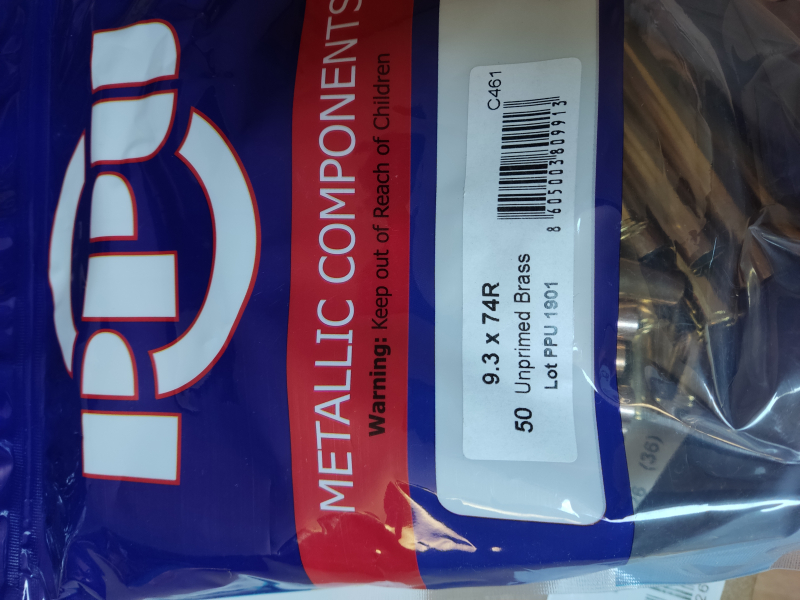 PPU
METALLIC COMPONENTS
Warning: Keep out of Reach of Children
C461
8 605003 809913
9.3 x 74R
50 Unprimed Brass
Lot PPU 1901
(36)